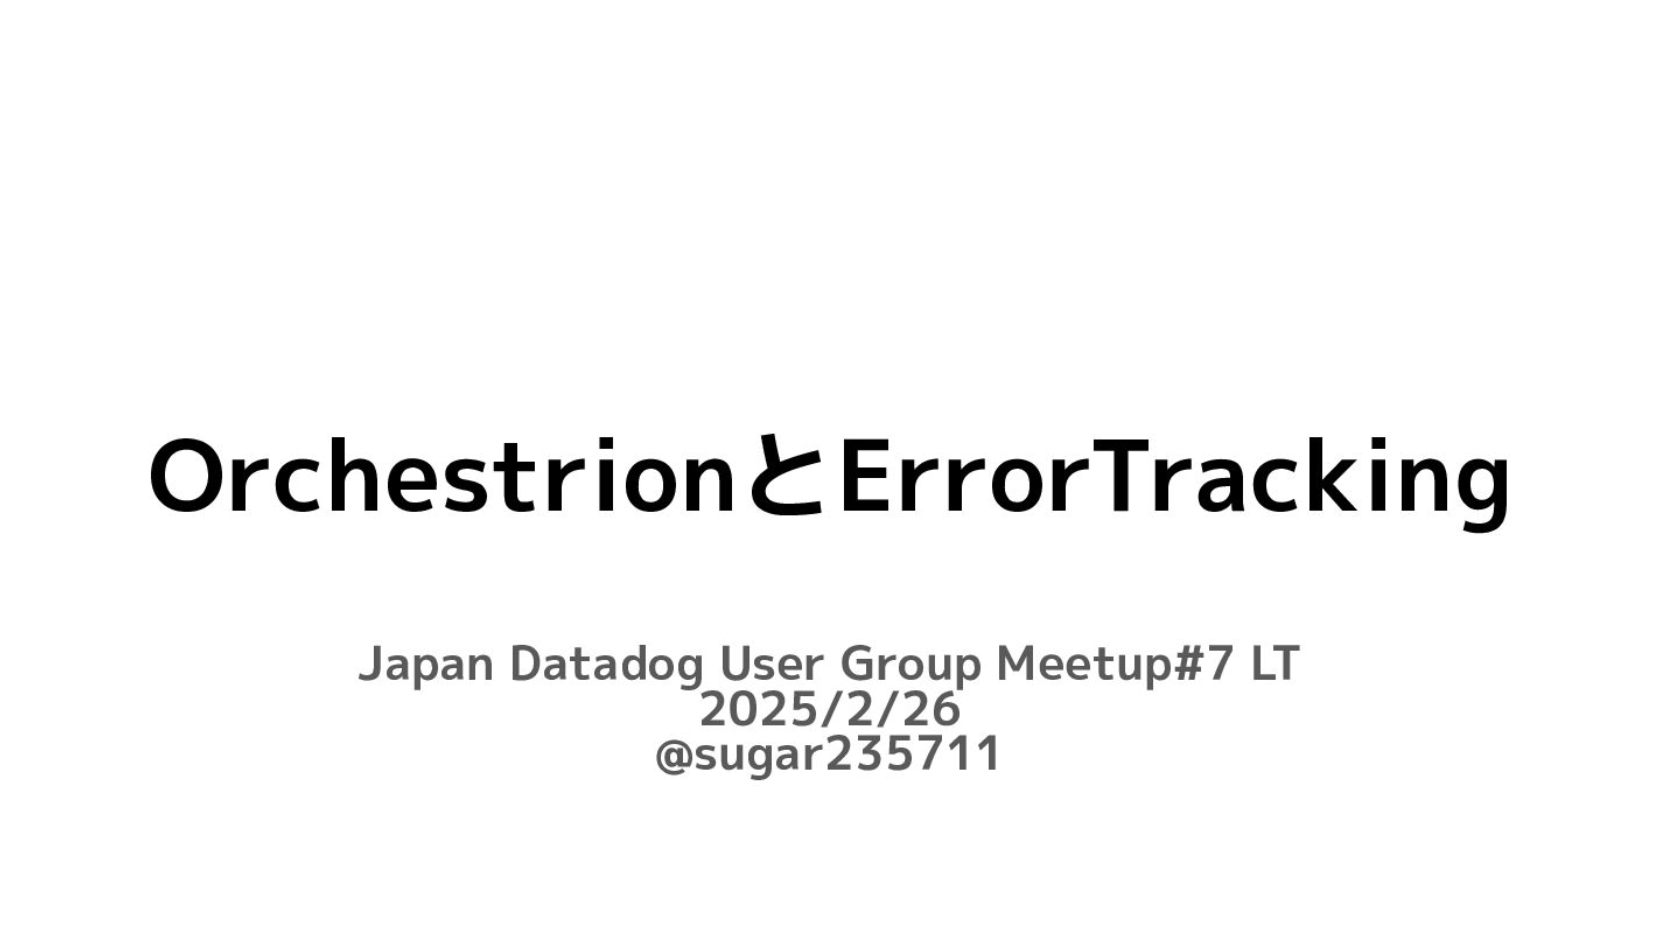 OrchestrionとErrorTracking
Japan Datadog User Group Meetup#7 LT
2025/2/26
@sugar235711